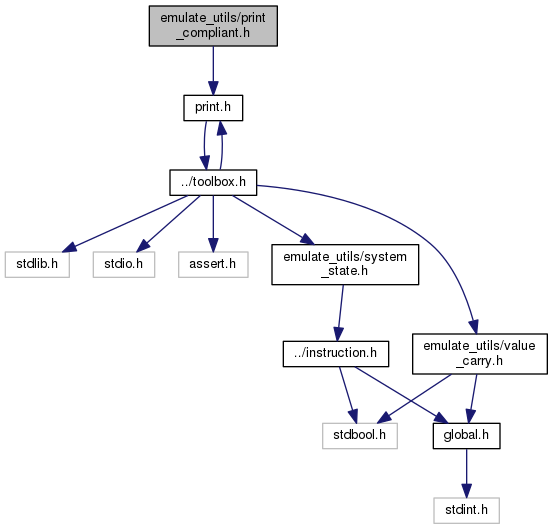 emulate_utils/print
_compliant.h
print.h
../toolbox.h
stdlib.h
stdio.h
assert.h
emulate_utils/system
_state.h
../instruction.h
emulate_utils/value
_carry.h
stdbool.h
global.h
stdint.h